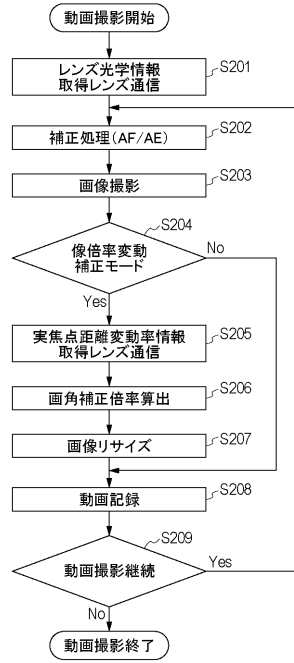 動画撮影開始
レンズ光学情報
取得レンズ通信
S201
補正処理(AF/AE)
S202
画像撮影
S203
像倍率変動
補正モード
S204
No
Yes
実焦点距離変動率情報
取得レンズ通信
S205
画角補正倍率算出
S206
画像リサイズ
S207
動画記録
S208
動画撮影継続
S209
Yes
No
動画撮影終了